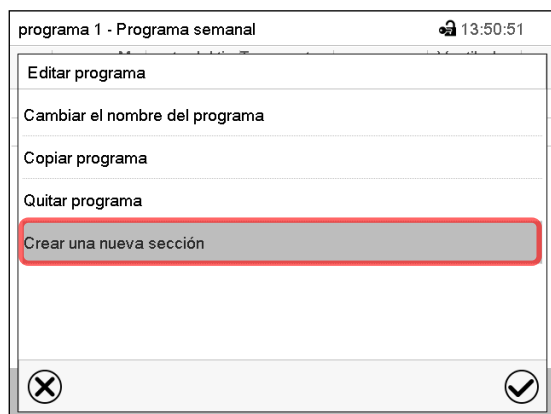 programa 1 - Programa semanal 13:50:51
Editar programa
Cambiar el nombre del programa
Copiar programa
Quitar programa
Crear una nueva sección